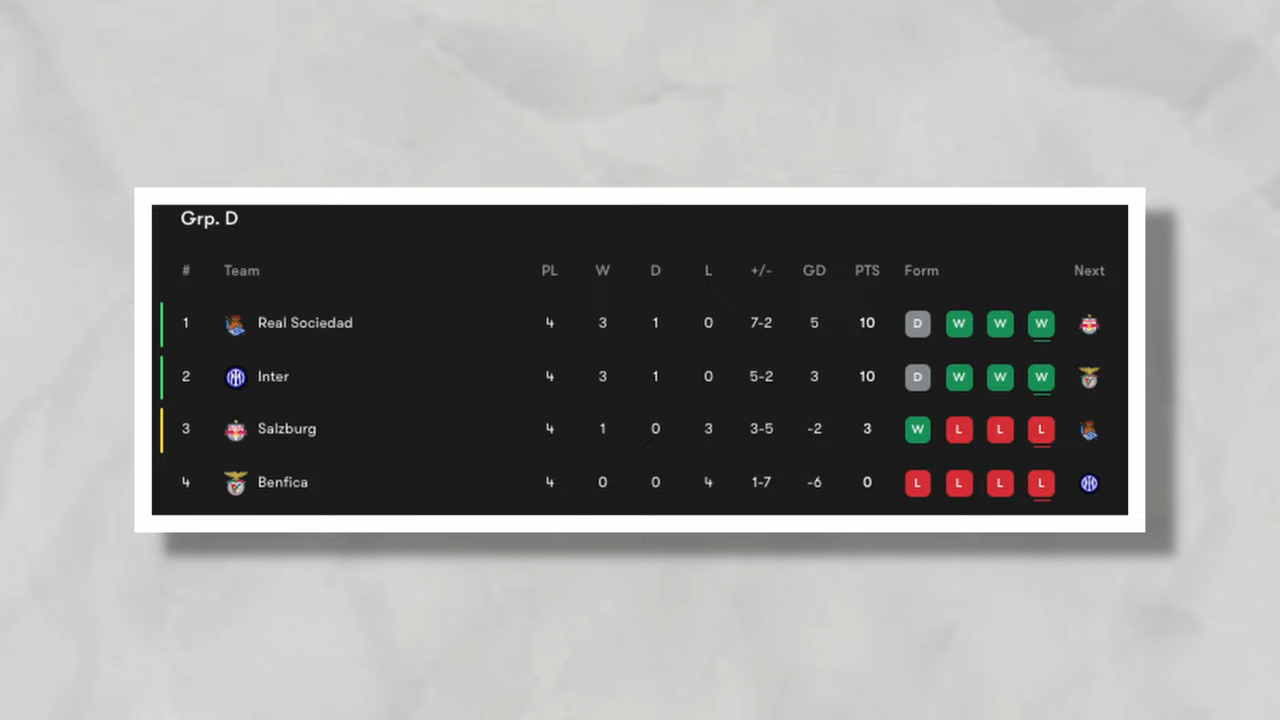 Grp. D
# Team PL W D L +/- GD PTS Form Next
1 Real Sociedad 4 3 1 0 7-2 5 10 D W W W
2 Inter 4 3 1 0 5-2 3 10 D W W W
3 Salzburg 4 1 0 3 3-5 -2 3 W L L L
4 Benfica 4 0 0 4 1-7 -6 0 L L L L